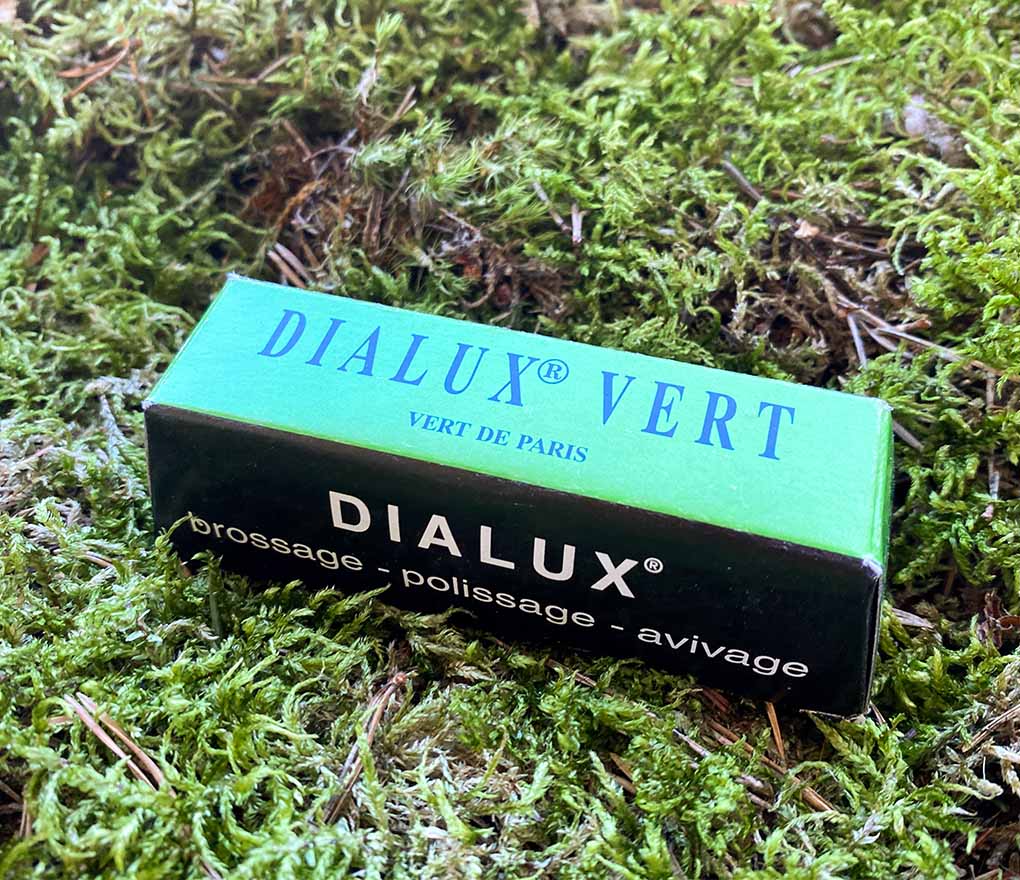 DIALUX® VERT
VERT DE PARIS
DIALUX®
brossage - polissage - avivage